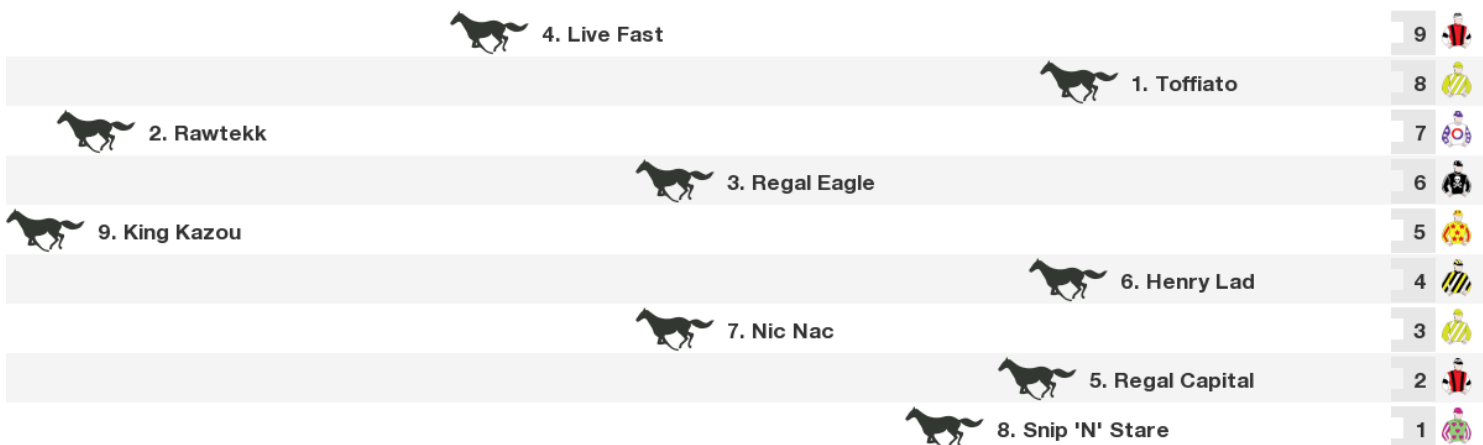 4. Live Fast 9
1. Toffiato 8
2. Rawtekk 7
3. Regal Eagle 6
9. King Kazou 5
6. Henry Lad 4
7. Nic Nac 3
5. Regal Capital 2
8. Snip 'N' Stare 1